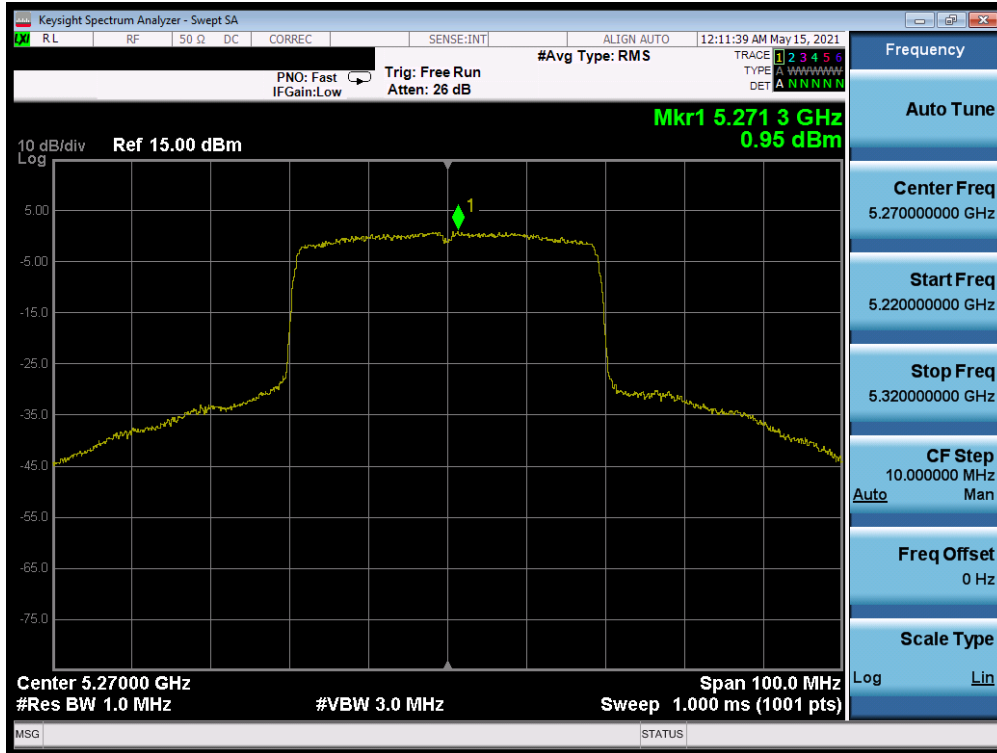 Keysight Spectrum Analyzer - Swept SA
LXI RL RF 50 Ω DC CORREC SENSE:INT ALIGN AUTO 12:11:39 AM May 15, 2021
PNO: Fast
IFGain:Low
Trig: Free Run
Atten: 26 dB
#Avg Type: RMS
TRACE 1 2 3 4 5 6
TYPE A WWWWW
DET A N N N N N
Mkr1 5.271 3 GHz
0.95 dBm
10 dB/div
Log
Ref 15.00 dBm
5.00
-5.00
-15.0
-25.0
-35.0
-45.0
-55.0
-65.0
-75.0
1
Center 5.27000 GHz
#Res BW 1.0 MHz
#VBW 3.0 MHz
Span 100.0 MHz
Sweep 1.000 ms (1001 pts)
MSG
STATUS
Frequency
Auto Tune
Center Freq
5.270000000 GHz
Start Freq
5.220000000 GHz
Stop Freq
5.320000000 GHz
CF Step
10.000000 MHz
Auto Man
Freq Offset
0 Hz
Scale Type
Log Lin